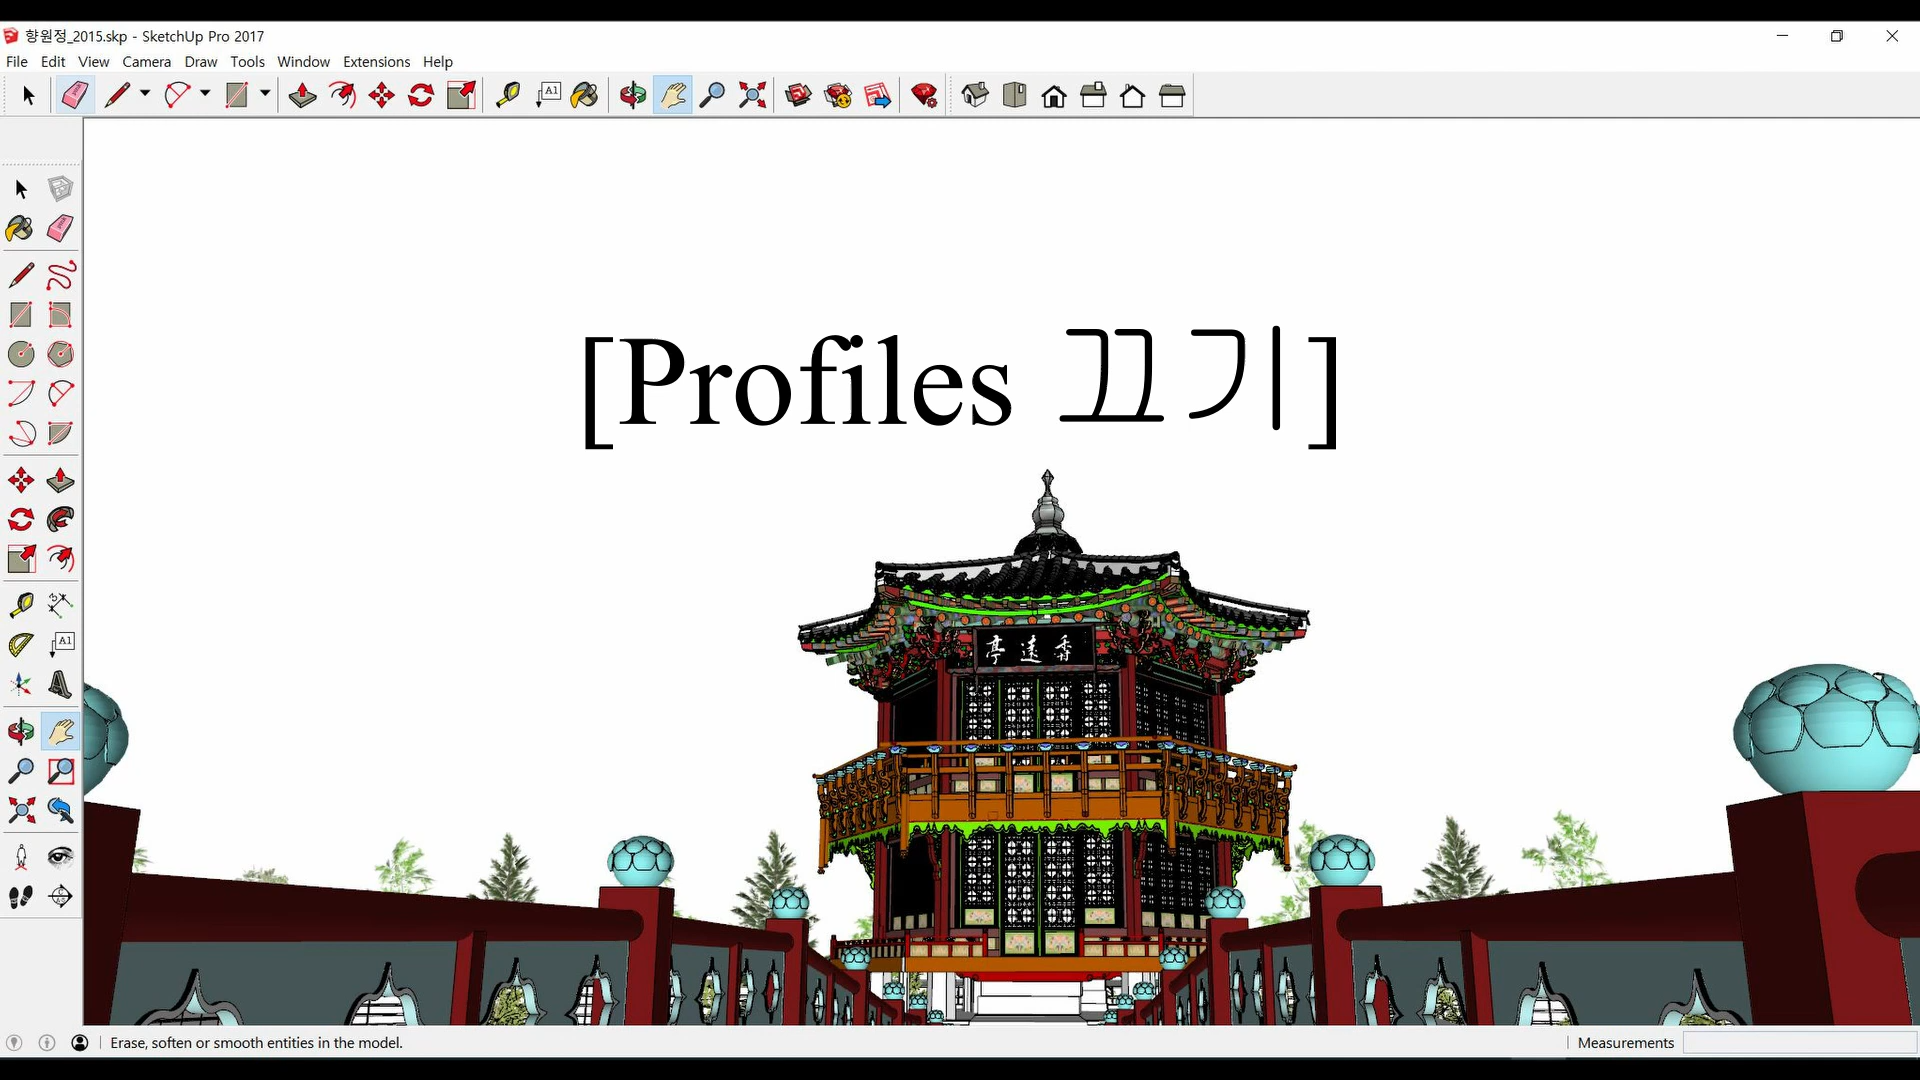 향원정_2015.skp - SketchUp Pro 2017
File Edit View Camera Draw Tools Window Extensions Help
[Profiles 끄기]
亭遠香
Erase, soften or smooth entities in the model.
Measurements